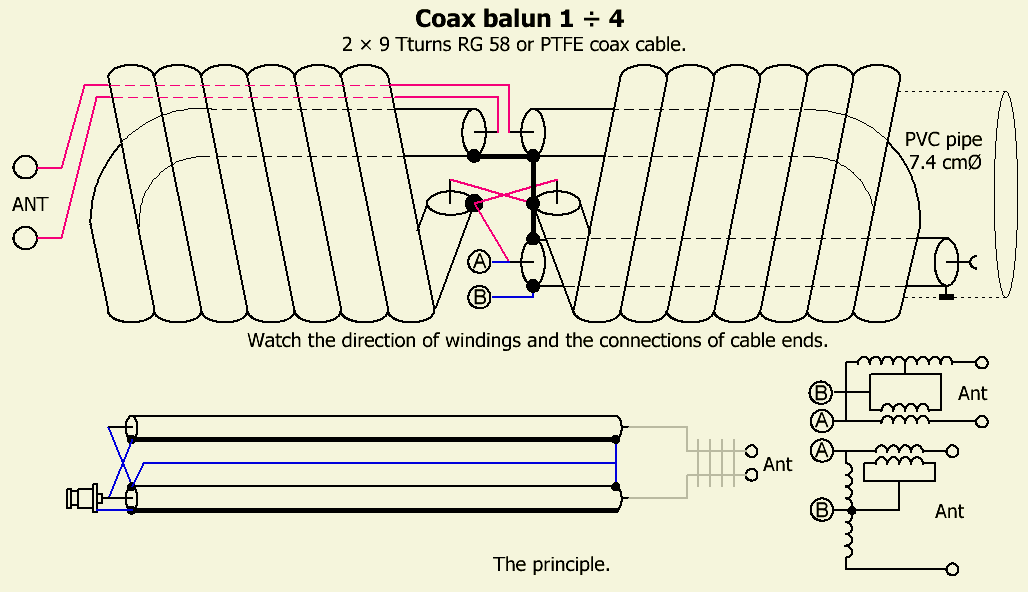 Coax balun 1 ÷ 4
2 × 9 Tturns RG 58 or PTFE coax cable.
PVC pipe
7.4 cmØ
ANT
A
B
Watch the direction of windings and the connections of cable ends.
B
Ant
A
A
Ant
B
Ant
The principle.